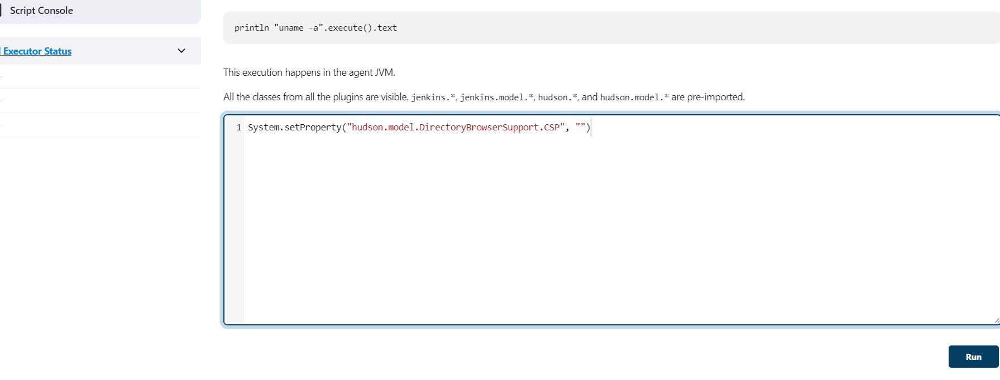 Script Console
Executor Status
println "uname -a".execute().text
This execution happens in the agent JVM.
All the classes from all the plugins are visible. jenkins.*, jenkins.model.*, hudson.*, and hudson.model.* are pre-imported.
1 System.setProperty("hudson.model.DirectoryBrowserSupport.CSP", "")
Run